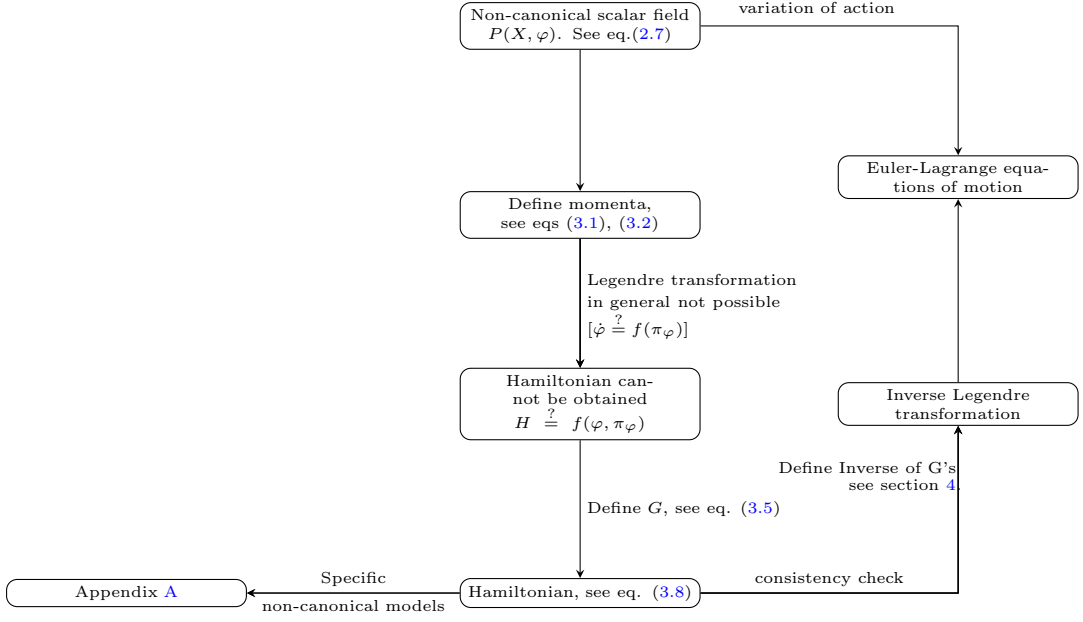 Non-canonical scalar field
P(X, φ). See eq.(2.7)
variation of action
Euler-Lagrange equa-
tions of motion
Define momenta,
see eqs (3.1), (3.2)
Legendre transformation
in general not possible
[φ̇ ≟ f(π_φ)]
Hamiltonian can-
not be obtained
H ≟ f(φ, π_φ)
Inverse Legendre
transformation
Define Inverse of G's
see section 4.
Define G, see eq. (3.5)
Hamiltonian, see eq. (3.8)
consistency check
Specific
non-canonical models
Appendix A